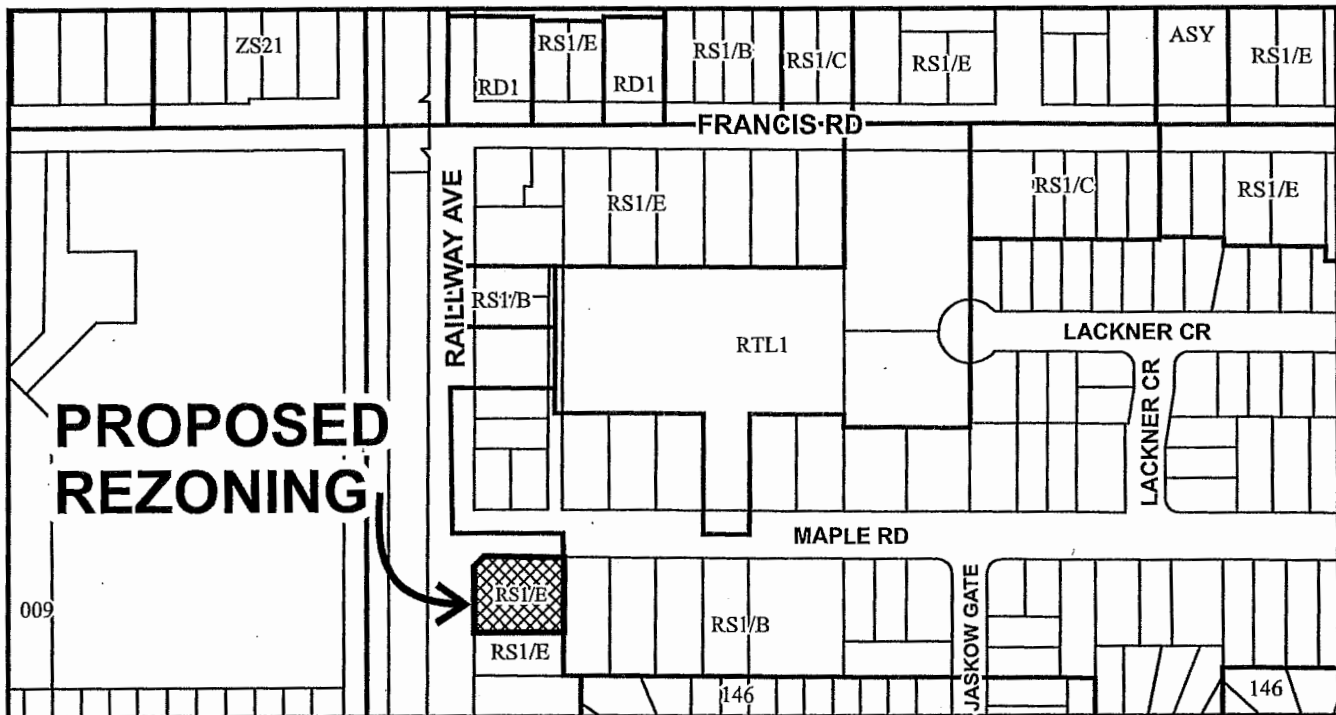 ZS21
RS1/E
RD1
RD1
RS1/B
RS1/C
RS1/E
ASY
RS1/E
FRANCIS RD
RAILWAY AVE
RS1/E
RS1/C
RS1/E
RS1/B
RTL1
LACKNER CR
LACKNER CR
PROPOSED
REZONING
MAPLE RD
009
RS1/E
RS1/E
RS1/B
JASKOW GATE
146
146